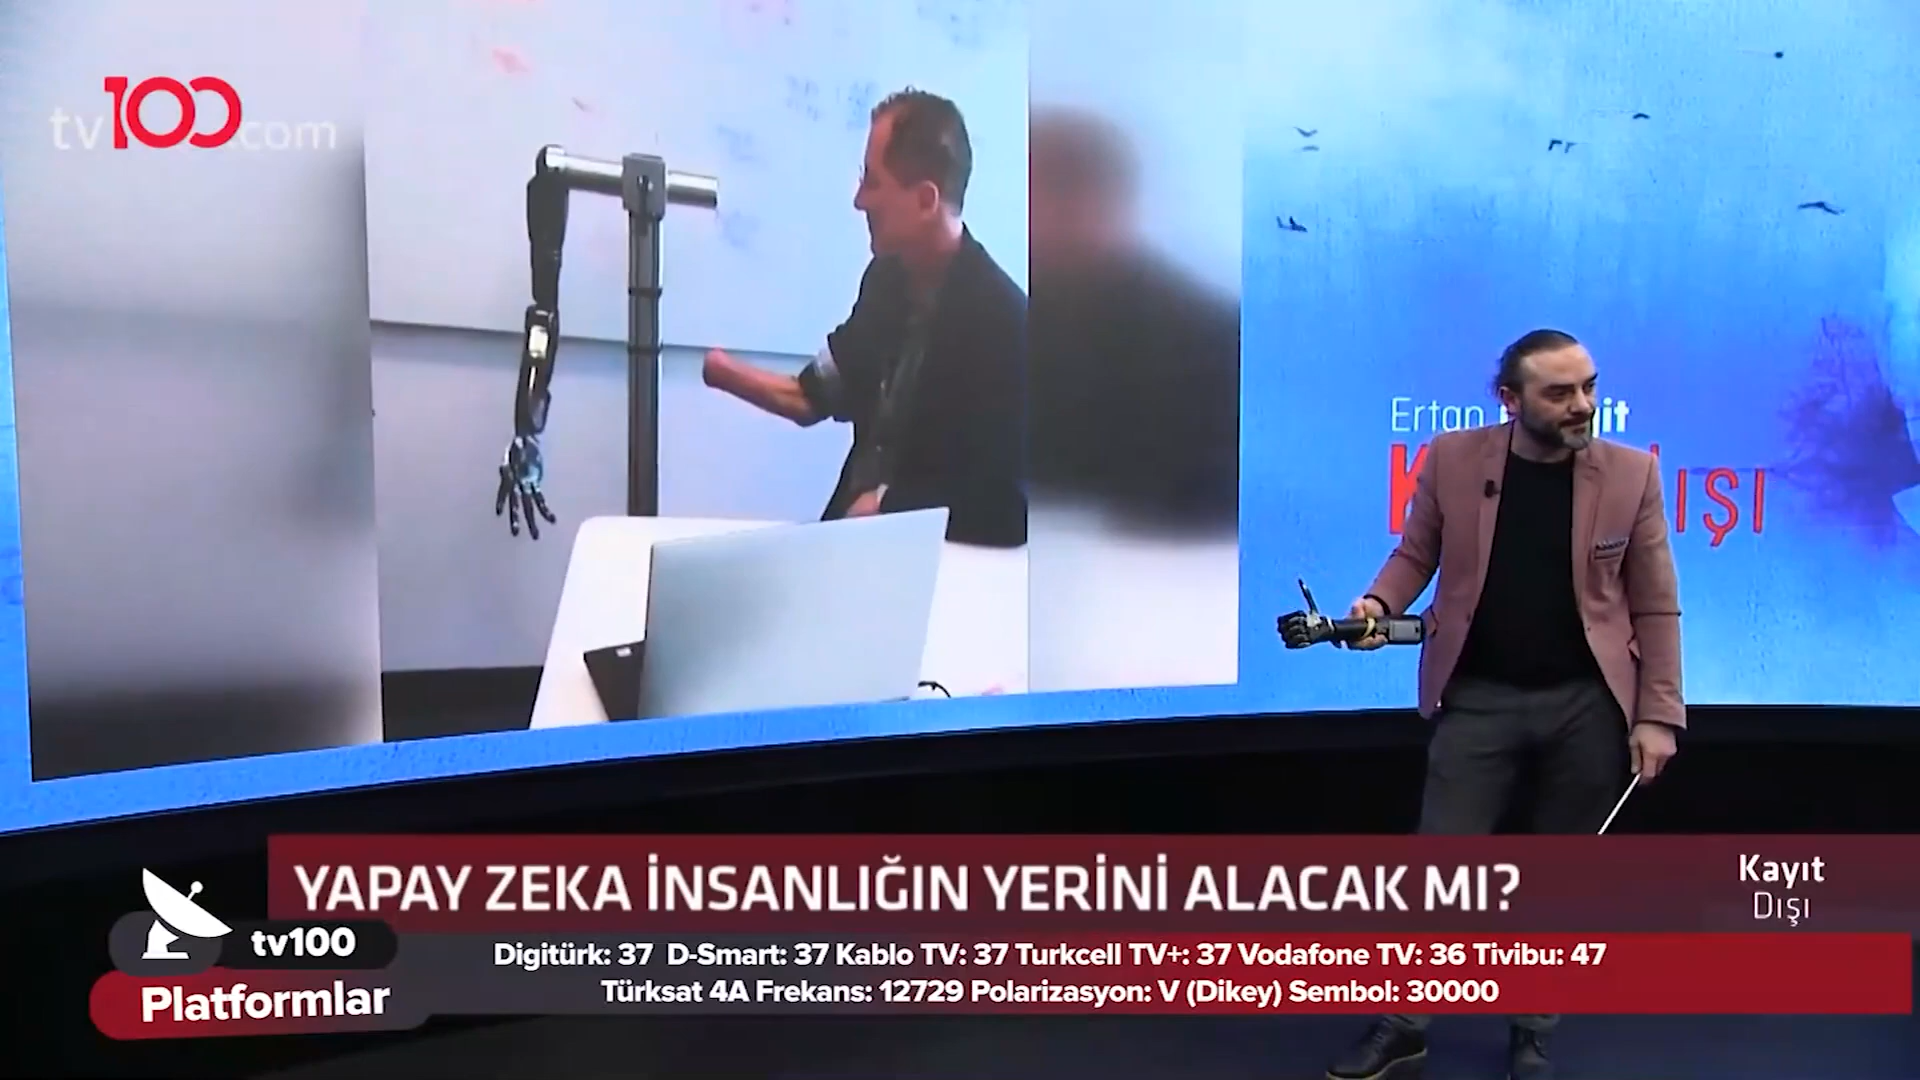 tv100.com
Ertan
IŞI
YAPAY ZEKA İNSANLIĞIN YERİNİ ALACAK MI?
Kayıt
Dışı
tv100
Platformlar
Digitürk: 37 D-Smart: 37 Kablo TV: 37 Turkcell TV+: 37 Vodafone TV: 36 Tivibu: 47
Türksat 4A Frekans: 12729 Polarizasyon: V (Dikey) Sembol: 30000